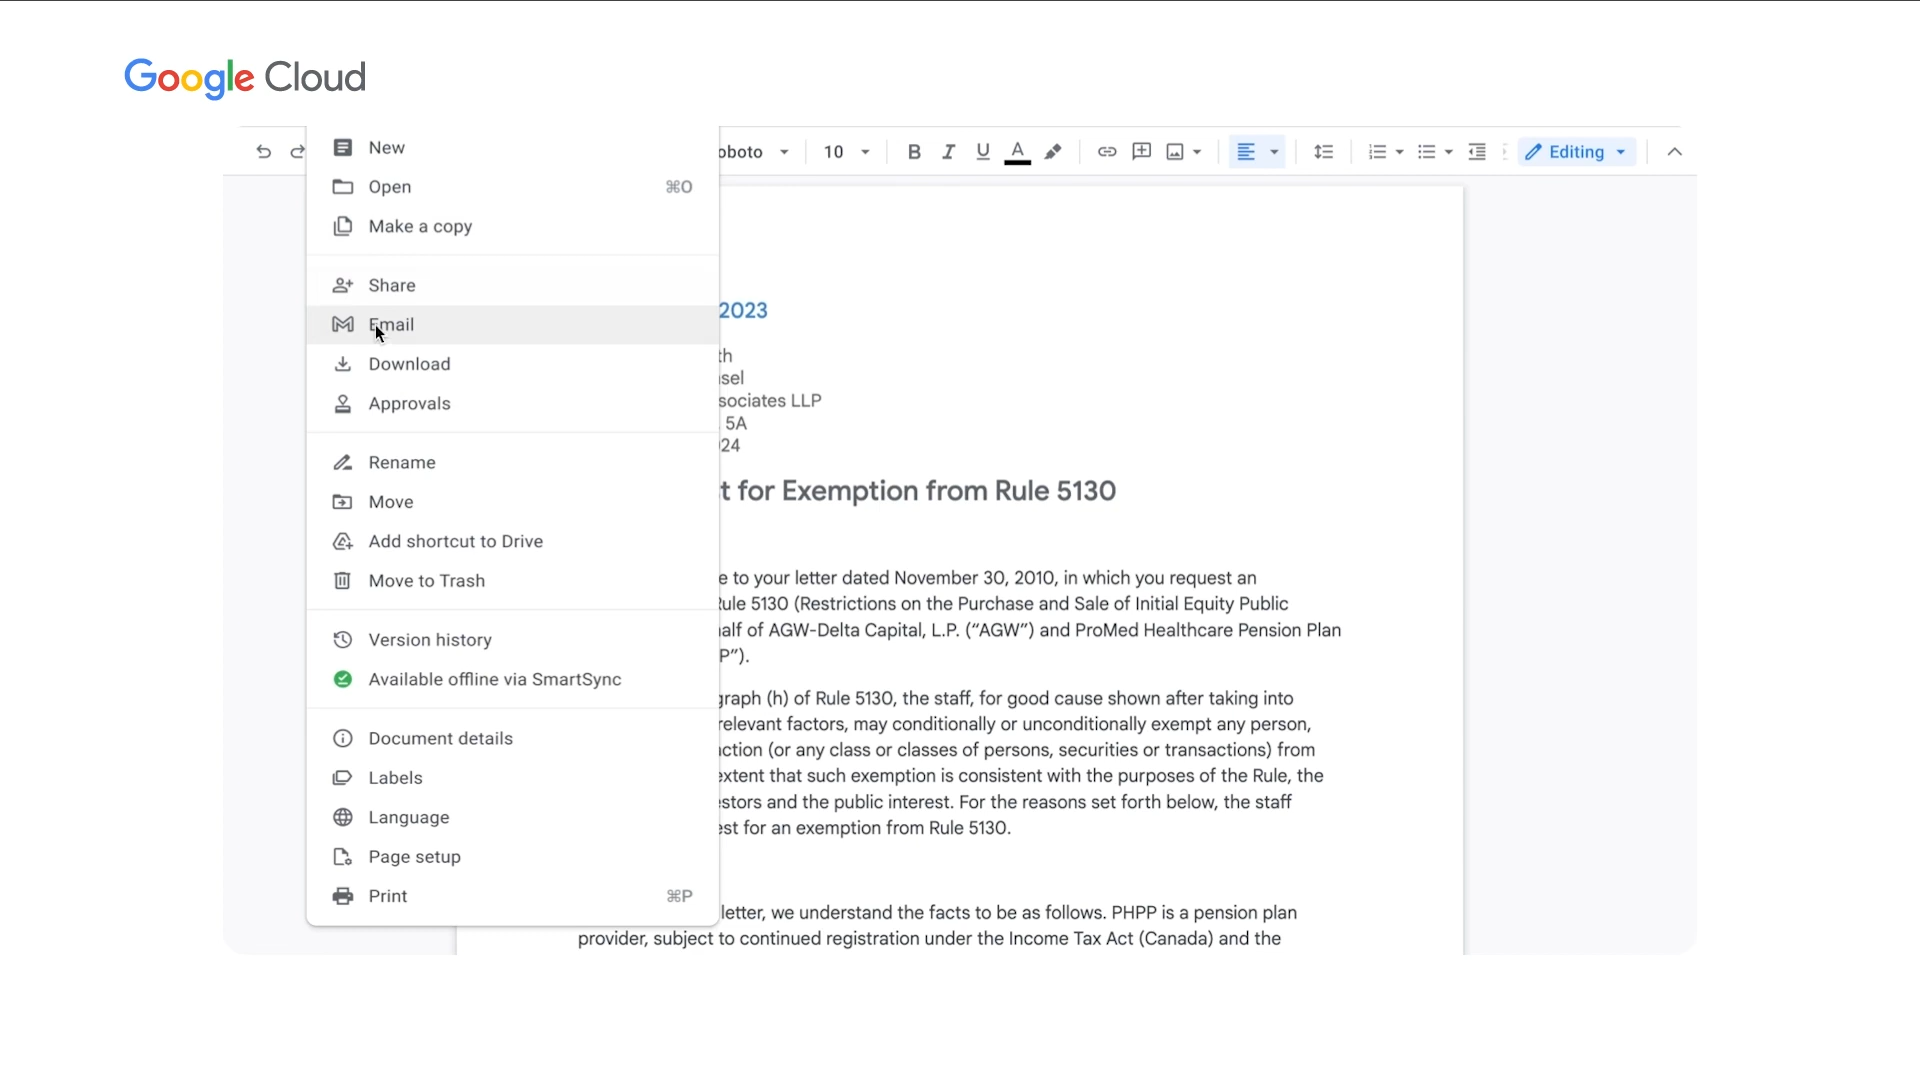 Google Cloud
oboto 10 B I U A Editing
New
Open ⌘O
Make a copy
Share
Email
Download
Approvals
Rename
Move
Add shortcut to Drive
Move to Trash
Version history
Available offline via SmartSync
Document details
Labels
Language
Page setup
Print ⌘P
2023
th
sel
sociates LLP
5A
24
t for Exemption from Rule 5130
e to your letter dated November 30, 2010, in which you request an
Rule 5130 (Restrictions on the Purchase and Sale of Initial Equity Public
alf of AGW-Delta Capital, L.P. (“AGW”) and ProMed Healthcare Pension Plan
P”).
graph (h) of Rule 5130, the staff, for good cause shown after taking into
relevant factors, may conditionally or unconditionally exempt any person,
action (or any class or classes of persons, securities or transactions) from
extent that such exemption is consistent with the purposes of the Rule, the
estors and the public interest. For the reasons set forth below, the staff
est for an exemption from Rule 5130.
letter, we understand the facts to be as follows. PHPP is a pension plan
provider, subject to continued registration under the Income Tax Act (Canada) and the